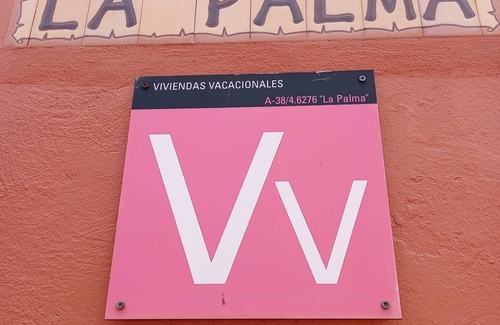 LA PALMA
VIVIENDAS VACACIONALES
A-38/4.6276 "La Palma"
Vv